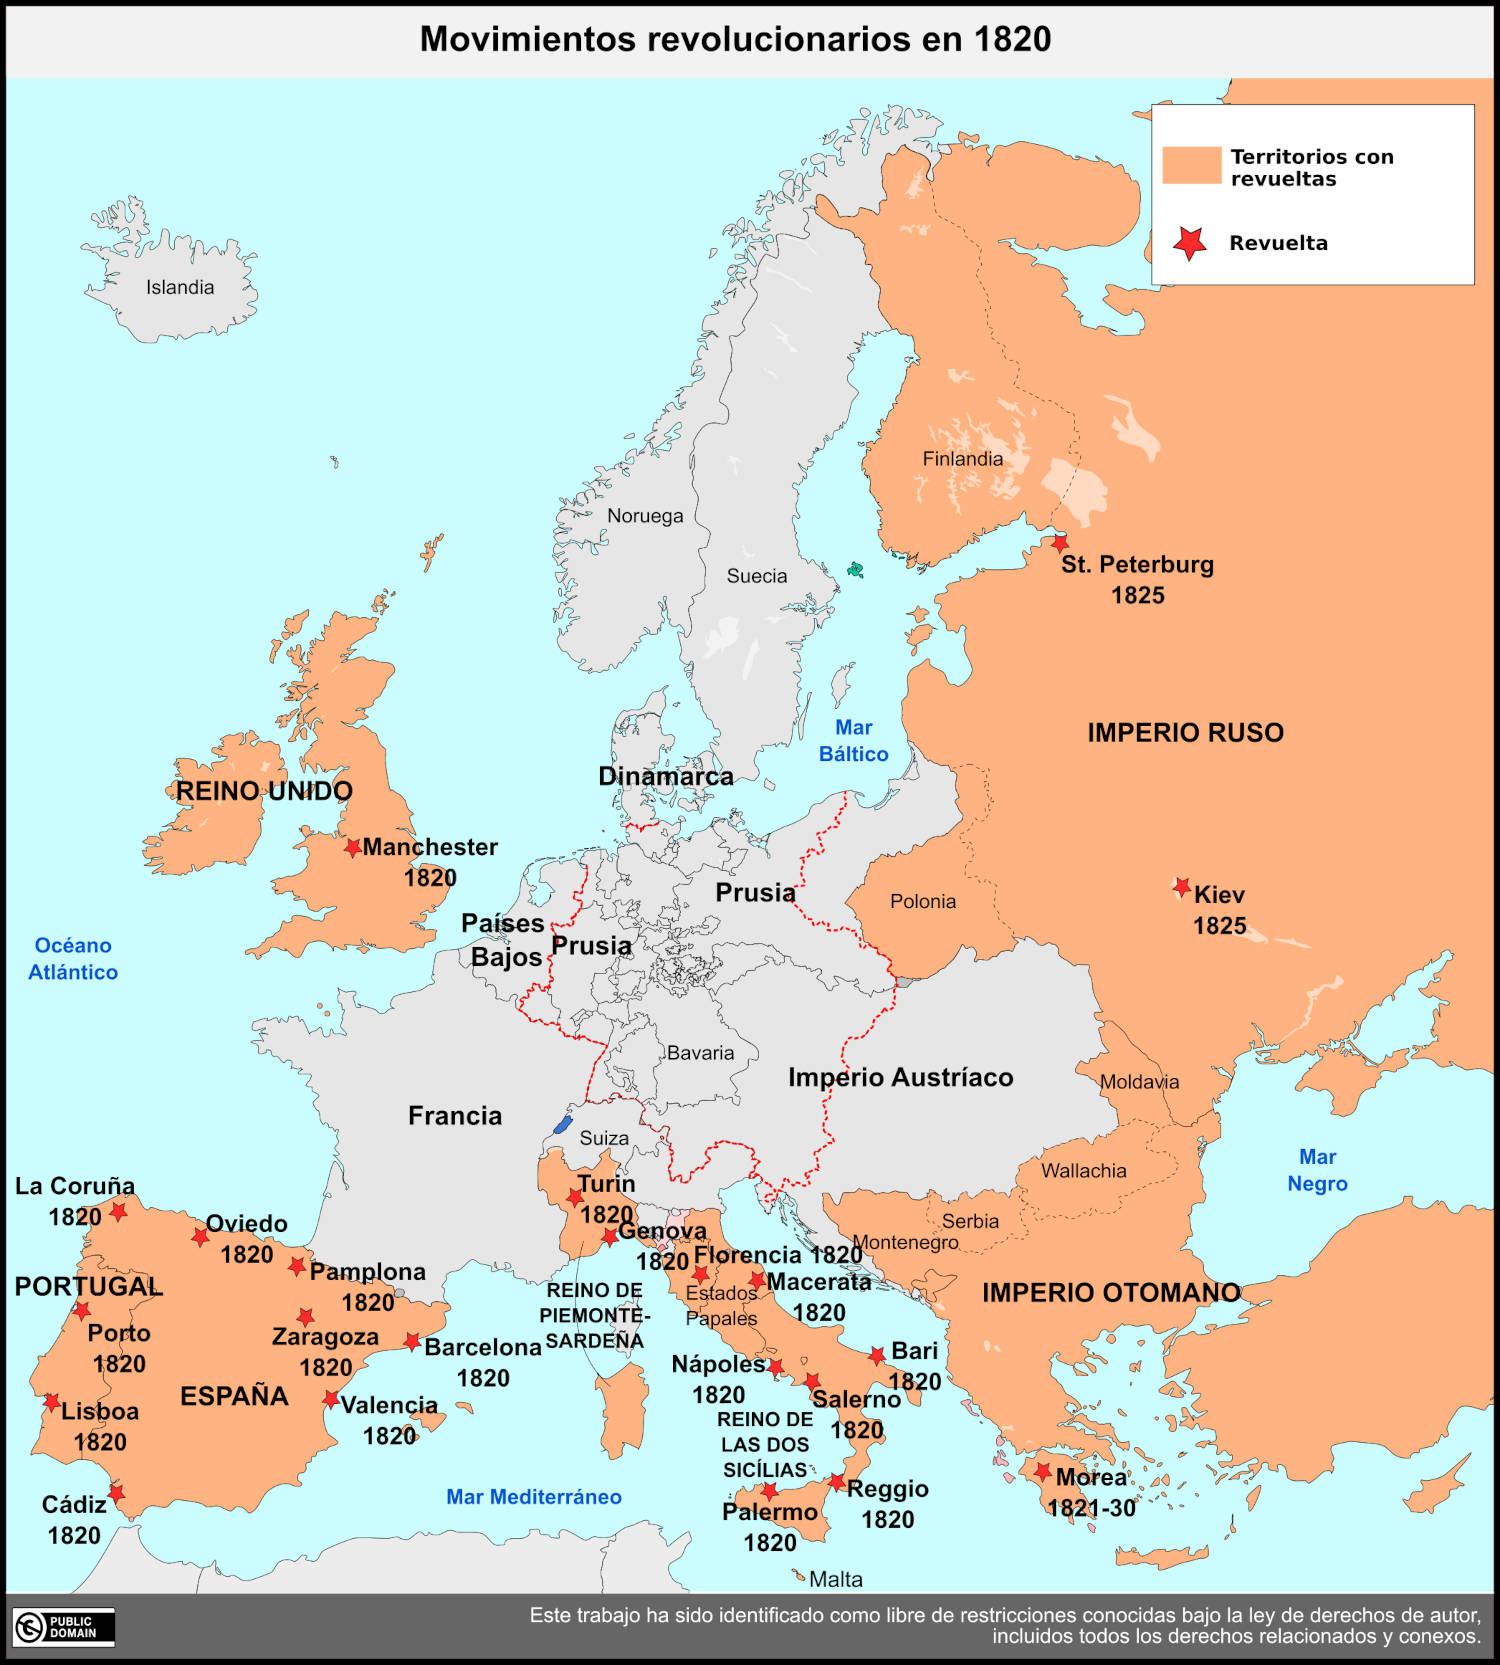 Movimientos revolucionarios en 1820
Territorios con
revueltas
Revuelta
Islandia
Finlandia
Noruega
Suecia
St. Peterburg
1825
IMPERIO RUSO
Mar
Báltico
Dinamarca
REINO UNIDO
Manchester
1820
Prusia
Polonia
Kiev
1825
Países
Bajos
Prusia
Océano
Atlántico
Bavaria
Imperio Austríaco
Moldavia
Francia
Suiza
Mar
Negro
Wallachia
La Coruña
1820
Turin
1820
Oviedo
1820
Serbia
Genova
1820
Montenegro
Florencia 1820
Pamplona
1820
Macerata
1820
PORTUGAL
REINO DE
PIEMONTE-
SARDEÑA
Estados
Papales
IMPERIO OTOMANO
Porto
1820
Zaragoza
1820
Barcelona
1820
Nápoles
1820
Bari
1820
ESPAÑA
Valencia
1820
Salerno
1820
Lisboa
1820
REINO DE
LAS DOS
SICÍLIAS
Morea
1821-30
Cádiz
1820
Mar Mediterráneo
Reggio
1820
Palermo
1820
Malta
PUBLIC
DOMAIN
Este trabajo ha sido identificado como libre de restricciones conocidas bajo la ley de derechos de autor,
incluidos todos los derechos relacionados y conexos.